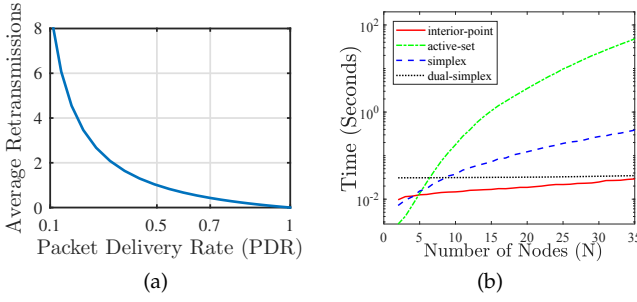 Average Retransmissions
8
6
4
2
0
0.1
0.5
0.7
1
Packet Delivery Rate (PDR)
(a)
Time (Seconds)
10^2
10^0
10^-2
interior-point
active-set
simplex
dual-simplex
5
10
15
20
25
30
35
Number of Nodes (N)
(b)